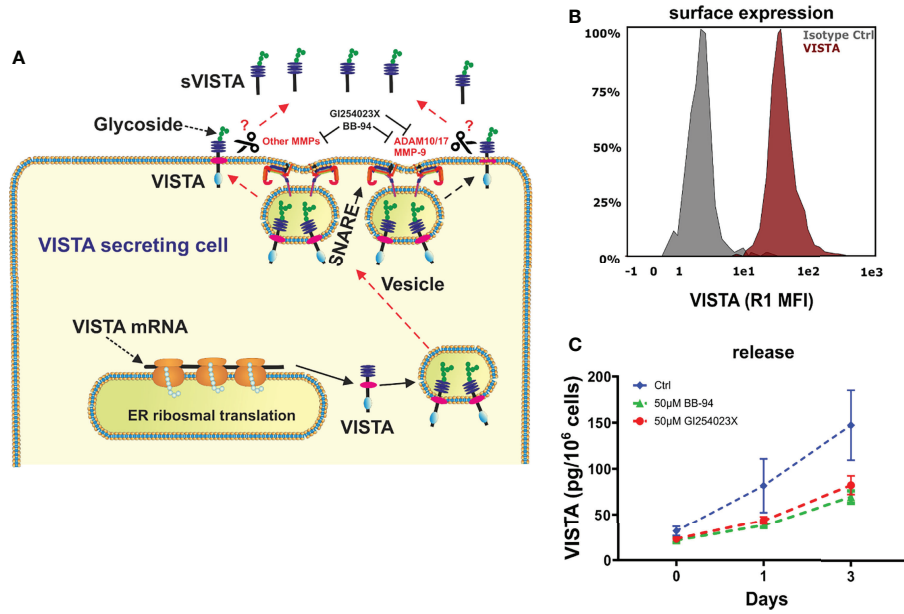 A
sVISTA
GI254023X
BB-94
Glycoside
?
Other MMPs
ADAM10/17
MMP-9
?
VISTA
SNARE
VISTA secreting cell
Vesicle
VISTA mRNA
ER ribosmal translation
VISTA
B
surface expression
Isotype Ctrl
VISTA
100%
75%
50%
25%
0%
-1 0 1 1e1 1e2 1e3
VISTA (R1 MFI)
C
release
Ctrl
50µM BB-94
50µM GI254023X
VISTA (pg/10⁶ cells)
200
150
100
50
0
0 1 3
Days